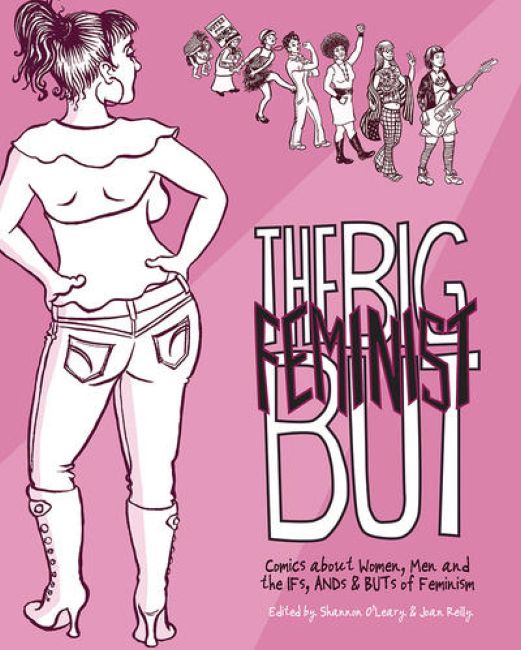 THE BIG
FEMINIST
BUT
Comics about Women, Men and
the IFs, ANDS & BUTs of Feminism
Edited by Shannon O'Leary & Joan Reilly